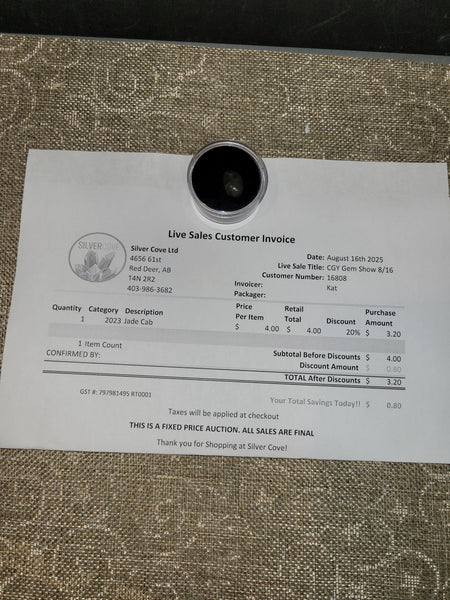 Live Sales Customer Invoice
SILVERCOVE
Silver Cove Ltd
4656 61st
Red Deer, AB
T4N 2R2
403-986-3682
Date: August 16th 2025
Live Sale Title: CGY Gem Show 8/16
Customer Number: 16808
Invoicer: Kat
Packager:
Quantity Category Description Price Per Item Retail Total Discount Purchase Amount
1 2023 Jade Cab $ 4.00 $ 4.00 20% $ 3.20
1 Item Count
Subtotal Before Discounts $ 4.00
CONFIRMED BY: Discount Amount $ 0.80
TOTAL After Discounts $ 3.20
GST #: 797981495 RT0001
Your Total Savings Today!! $ 0.80
Taxes will be applied at checkout
THIS IS A FIXED PRICE AUCTION. ALL SALES ARE FINAL
Thank you for Shopping at Silver Cove!